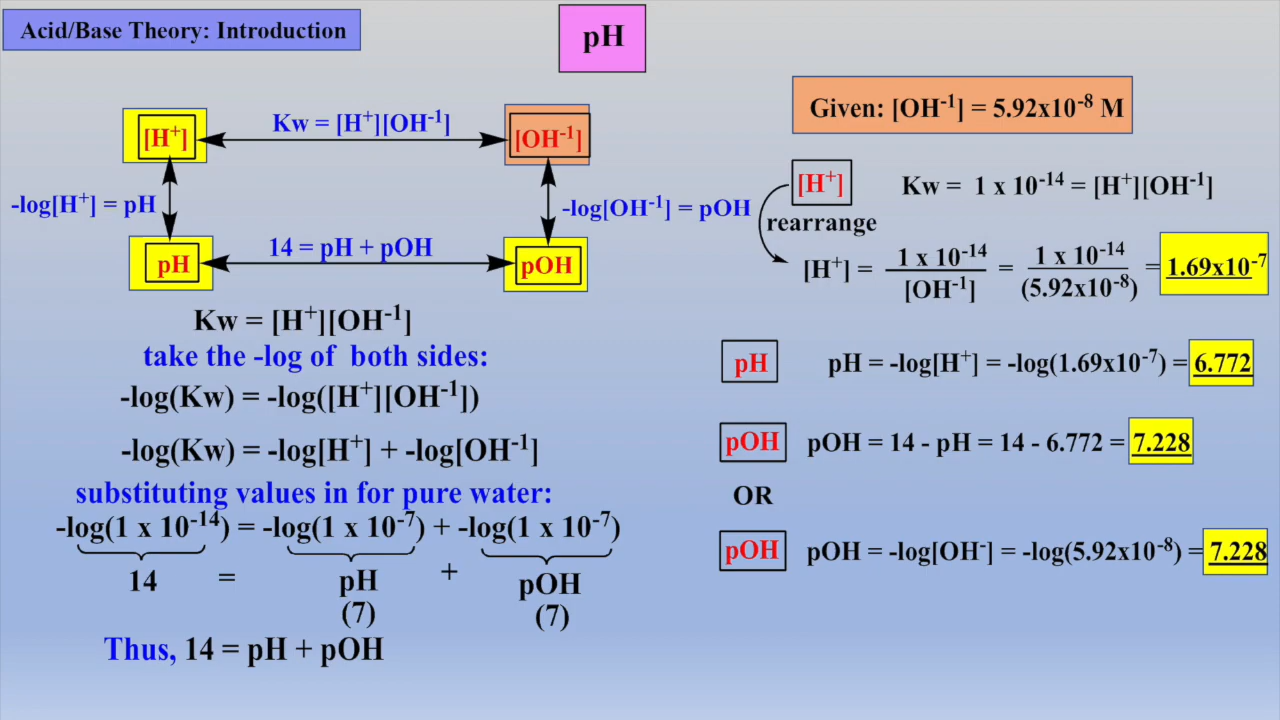 Acid/Base Theory: Introduction
pH
[H⁺]
Kw = [H⁺][OH⁻¹]
[OH⁻¹]
-log[H⁺] = pH
-log[OH⁻¹] = pOH
pH
14 = pH + pOH
pOH
Kw = [H⁺][OH⁻¹]
take the -log of both sides:
-log(Kw) = -log([H⁺][OH⁻¹])
-log(Kw) = -log[H⁺] + -log[OH⁻¹]
substituting values in for pure water:
-log(1 x 10⁻¹⁴) = -log(1 x 10⁻⁷) + -log(1 x 10⁻⁷)
14 = pH + pOH
(7) (7)
Thus, 14 = pH + pOH
Given: [OH⁻¹] = 5.92x10⁻⁸ M
[H⁺]
Kw = 1 x 10⁻¹⁴ = [H⁺][OH⁻¹]
rearrange
[H⁺] = 1 x 10⁻¹⁴ / [OH⁻¹] = 1 x 10⁻¹⁴ / (5.92x10⁻⁸) = 1.69x10⁻⁷
pH pH = -log[H⁺] = -log(1.69x10⁻⁷) = 6.772
pOH pOH = 14 - pH = 14 - 6.772 = 7.228
OR
pOH pOH = -log[OH⁻] = -log(5.92x10⁻⁸) = 7.228